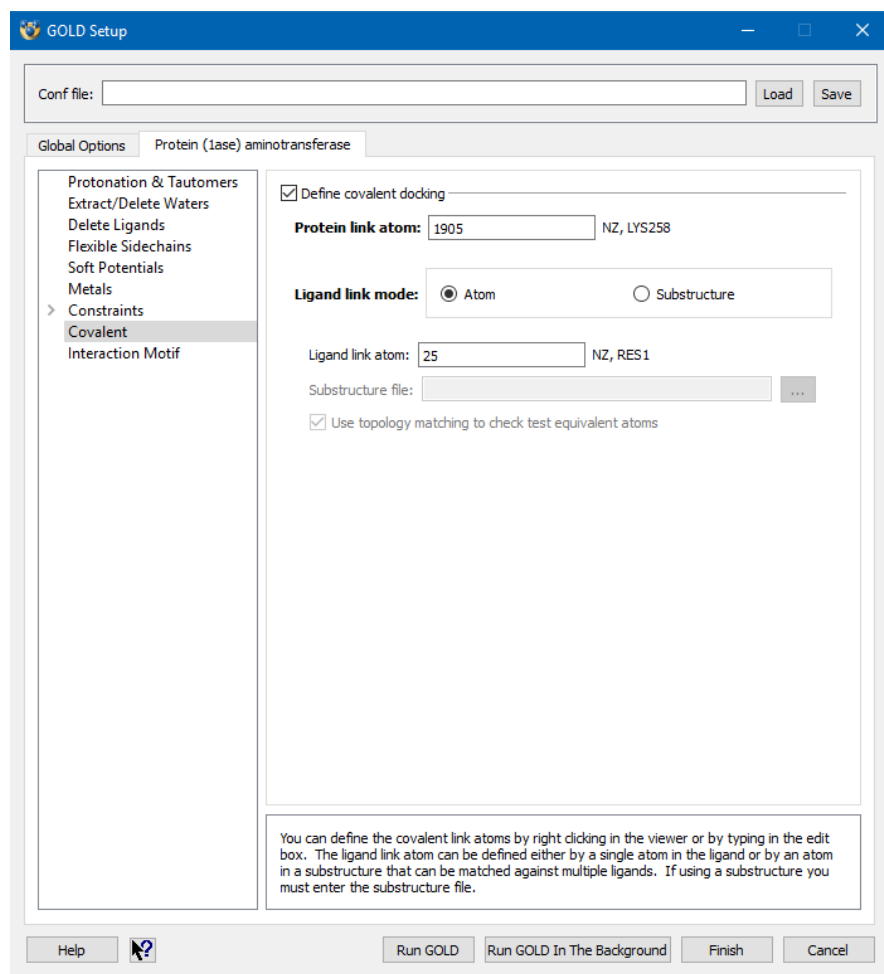 GOLD Setup
Conf file:
Load
Save
Global Options
Protein (1ase) aminotransferase
Protonation & Tautomers
Extract/Delete Waters
Delete Ligands
Flexible Sidechains
Soft Potentials
Metals
Constraints
Covalent
Interaction Motif
Define covalent docking
Protein link atom: 1905 NZ, LYS258
Ligand link mode: Atom Substructure
Ligand link atom: 25 NZ, RES1
Substructure file: ...
Use topology matching to check test equivalent atoms
You can define the covalent link atoms by right clicking in the viewer or by typing in the edit
box. The ligand link atom can be defined either by a single atom in the ligand or by an atom
in a substructure that can be matched against multiple ligands. If using a substructure you
must enter the substructure file.
Help ? Run GOLD Run GOLD In The Background Finish Cancel